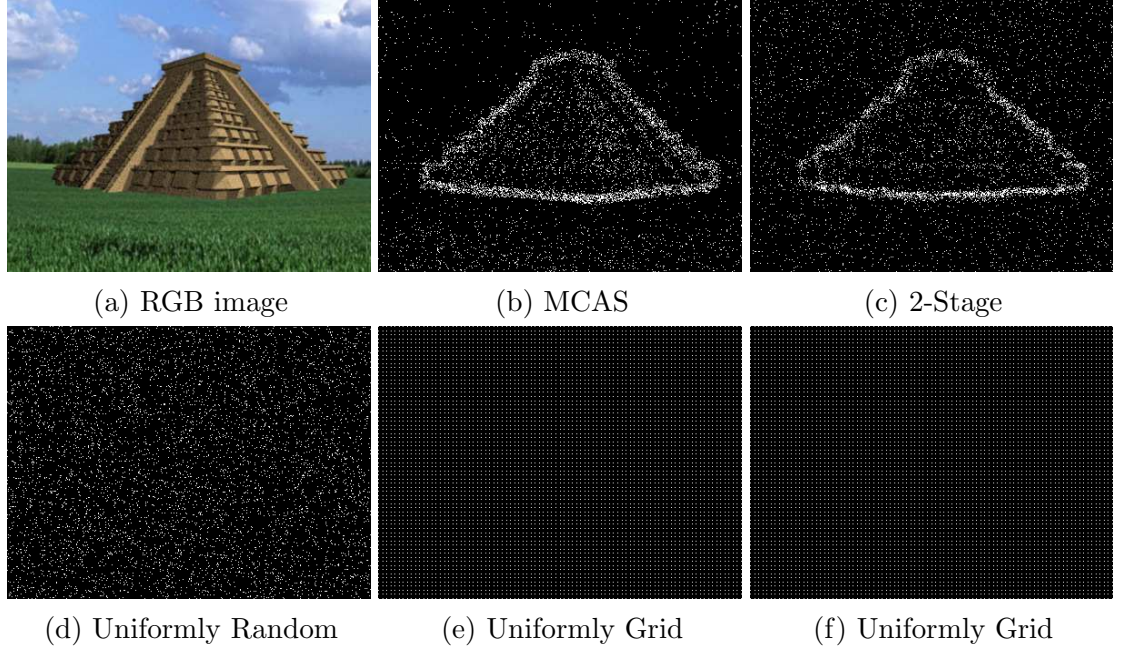 (a) RGB image
(b) MCAS
(c) 2-Stage
(d) Uniformly Random
(e) Uniformly Grid
(f) Uniformly Grid